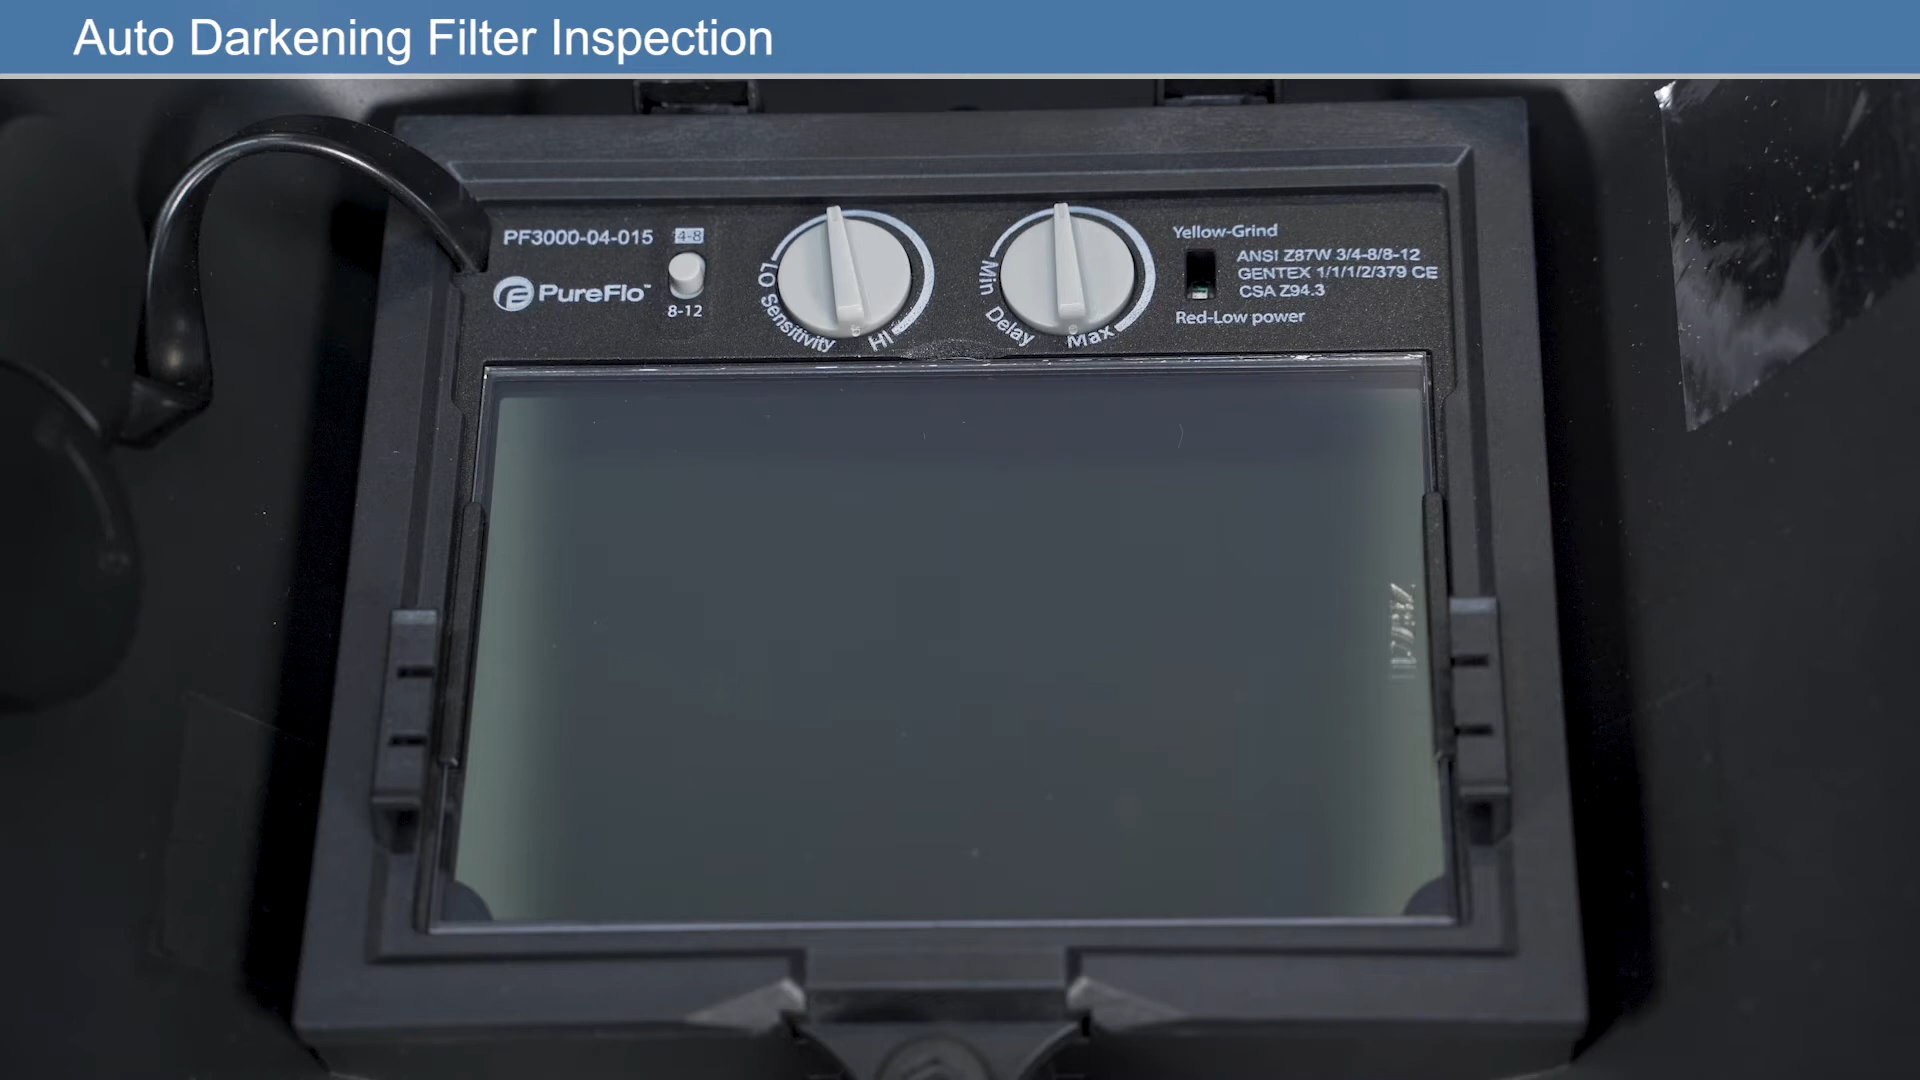 Auto Darkening Filter Inspection
PF3000-04-015
4-8
PureFlo™
8-12
LO Sensitivity HI
Min Delay Max
Yellow-Grind
ANSI Z87W 3/4-8/8-12
GENTEX 1/1/1/2/379 CE
CSA Z94.3
Red-Low power